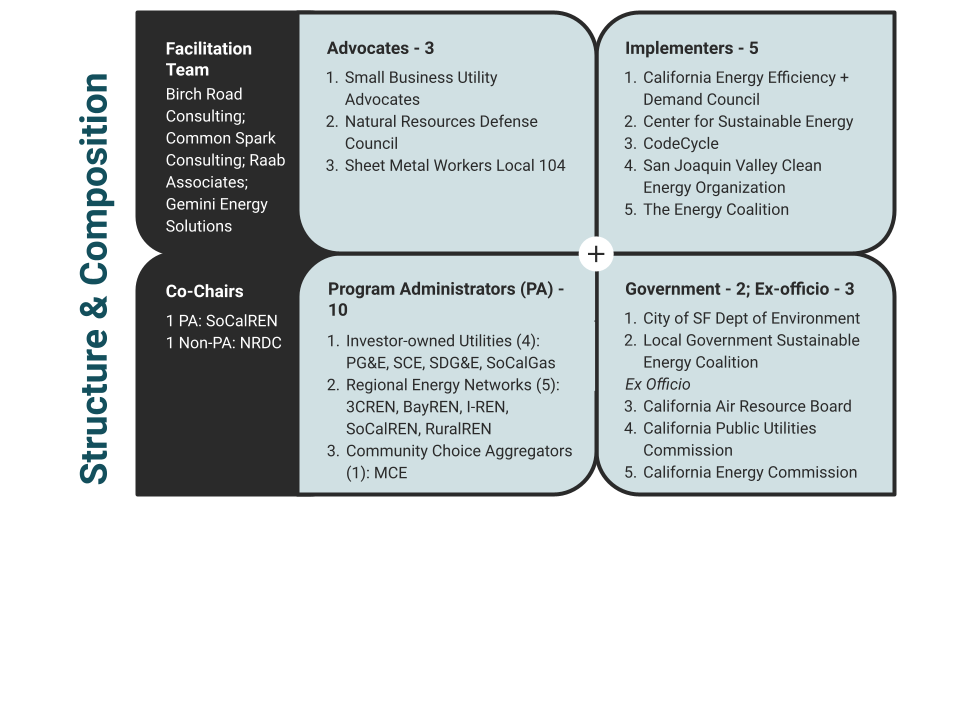 Structure & Composition
Facilitation
Team
Birch Road
Consulting;
Common Spark
Consulting; Raab
Associates;
Gemini Energy
Solutions
Advocates - 3
1. Small Business Utility
Advocates
2. Natural Resources Defense
Council
3. Sheet Metal Workers Local 104
Implementers - 5
1. California Energy Efficiency +
Demand Council
2. Center for Sustainable Energy
3. CodeCycle
4. San Joaquin Valley Clean
Energy Organization
5. The Energy Coalition
+
Co-Chairs
1 PA: SoCalREN
1 Non-PA: NRDC
Program Administrators (PA) -
10
1. Investor-owned Utilities (4):
PG&E, SCE, SDG&E, SoCalGas
2. Regional Energy Networks (5):
3CREN, BayREN, I-REN,
SoCalREN, RuralREN
3. Community Choice Aggregators
(1): MCE
Government - 2; Ex-officio - 3
1. City of SF Dept of Environment
2. Local Government Sustainable
Energy Coalition
Ex Officio
3. California Air Resource Board
4. California Public Utilities
Commission
5. California Energy Commission